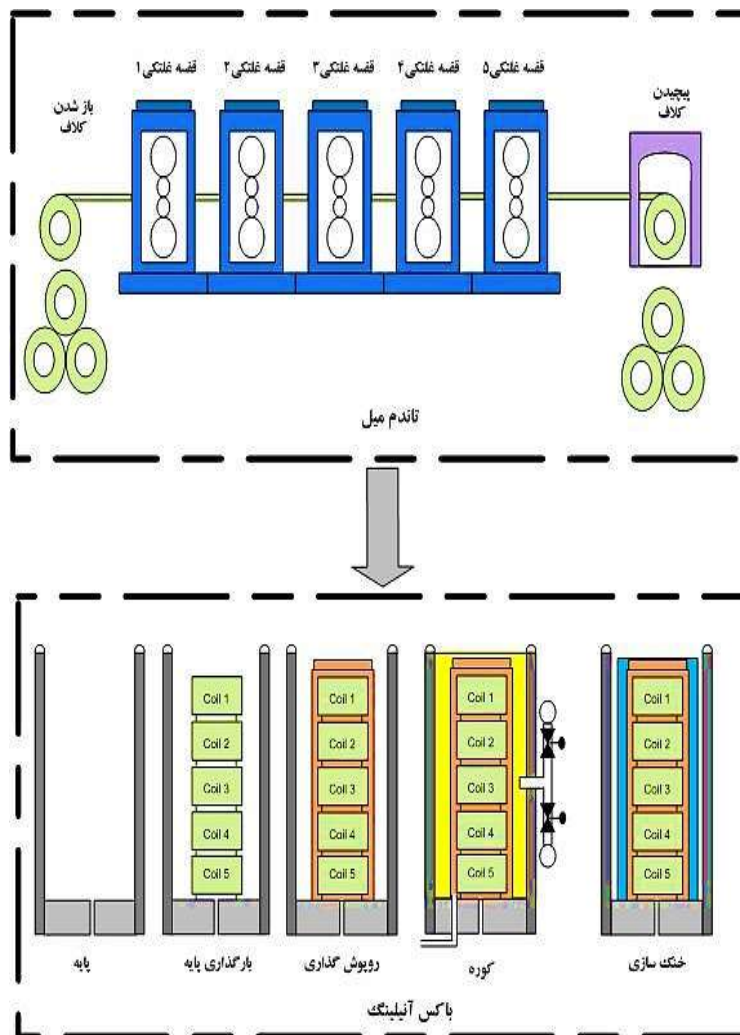 قفسه غلتکی۱ قفسه غلتکی۲ قفسه غلتکی۳ قفسه غلتکی۴ قفسه غلتکی۵
باز شدن
کلاف
پیچیدن
کلاف
تاندم میل
Coil 1 Coil 1 Coil 1 Coil 1
Coil 2 Coil 2 Coil 2 Coil 2
Coil 3 Coil 3 Coil 3 Coil 3
Coil 4 Coil 4 Coil 4 Coil 4
Coil 5 Coil 5 Coil 5 Coil 5
پایه بارگذاری پایه روپوش گذاری کوره خنک سازی
باکس آنیلینگ